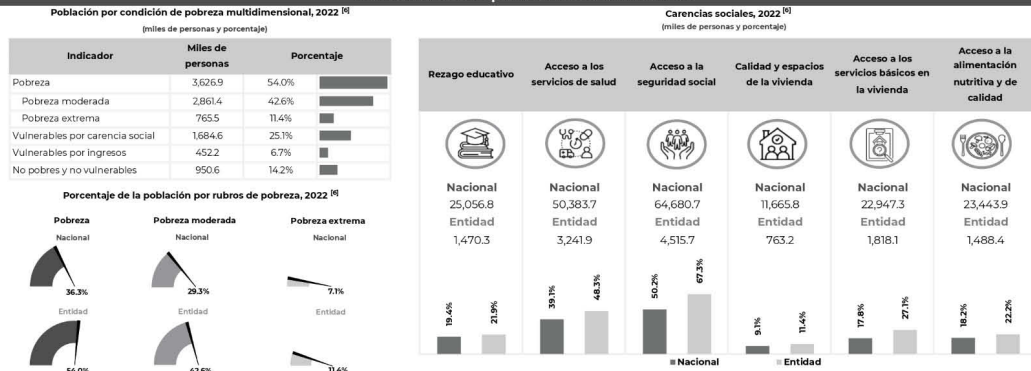 Población por condición de pobreza multidimensional, 2022 [6]
(miles de personas y porcentaje)
Indicador
Miles de personas
Porcentaje
Pobreza 3,626.9 54.0%
Pobreza moderada 2,861.4 42.6%
Pobreza extrema 765.5 11.4%
Vulnerables por carencia social 1,684.6 25.1%
Vulnerables por ingresos 452.2 6.7%
No pobres y no vulnerables 950.6 14.2%
Porcentaje de la población por rubros de pobreza, 2022 [6]
Pobreza Pobreza moderada Pobreza extrema
Nacional Nacional Nacional
36.3% 29.3% 7.1%
Entidad Entidad Entidad
54.0% 42.6% 11.4%
Carencias sociales, 2022 [6]
(miles de personas y porcentaje)
Rezago educativo
Acceso a los
servicios de salud
Acceso a la
seguridad social
Calidad y espacios
de la vivienda
Acceso a los
servicios básicos en
la vivienda
Acceso a la
alimentación
nutritiva y de
calidad
Nacional Nacional Nacional Nacional Nacional Nacional
25,056.8 50,383.7 64,680.7 11,665.8 22,947.3 23,443.9
Entidad Entidad Entidad Entidad Entidad Entidad
1,470.3 3,241.9 4,515.7 763.2 1,818.1 1,488.4
19.4% 21.9% 39.1% 48.3% 50.2% 67.3% 9.1% 11.4% 17.8% 27.1% 18.2% 22.2%
Nacional Entidad